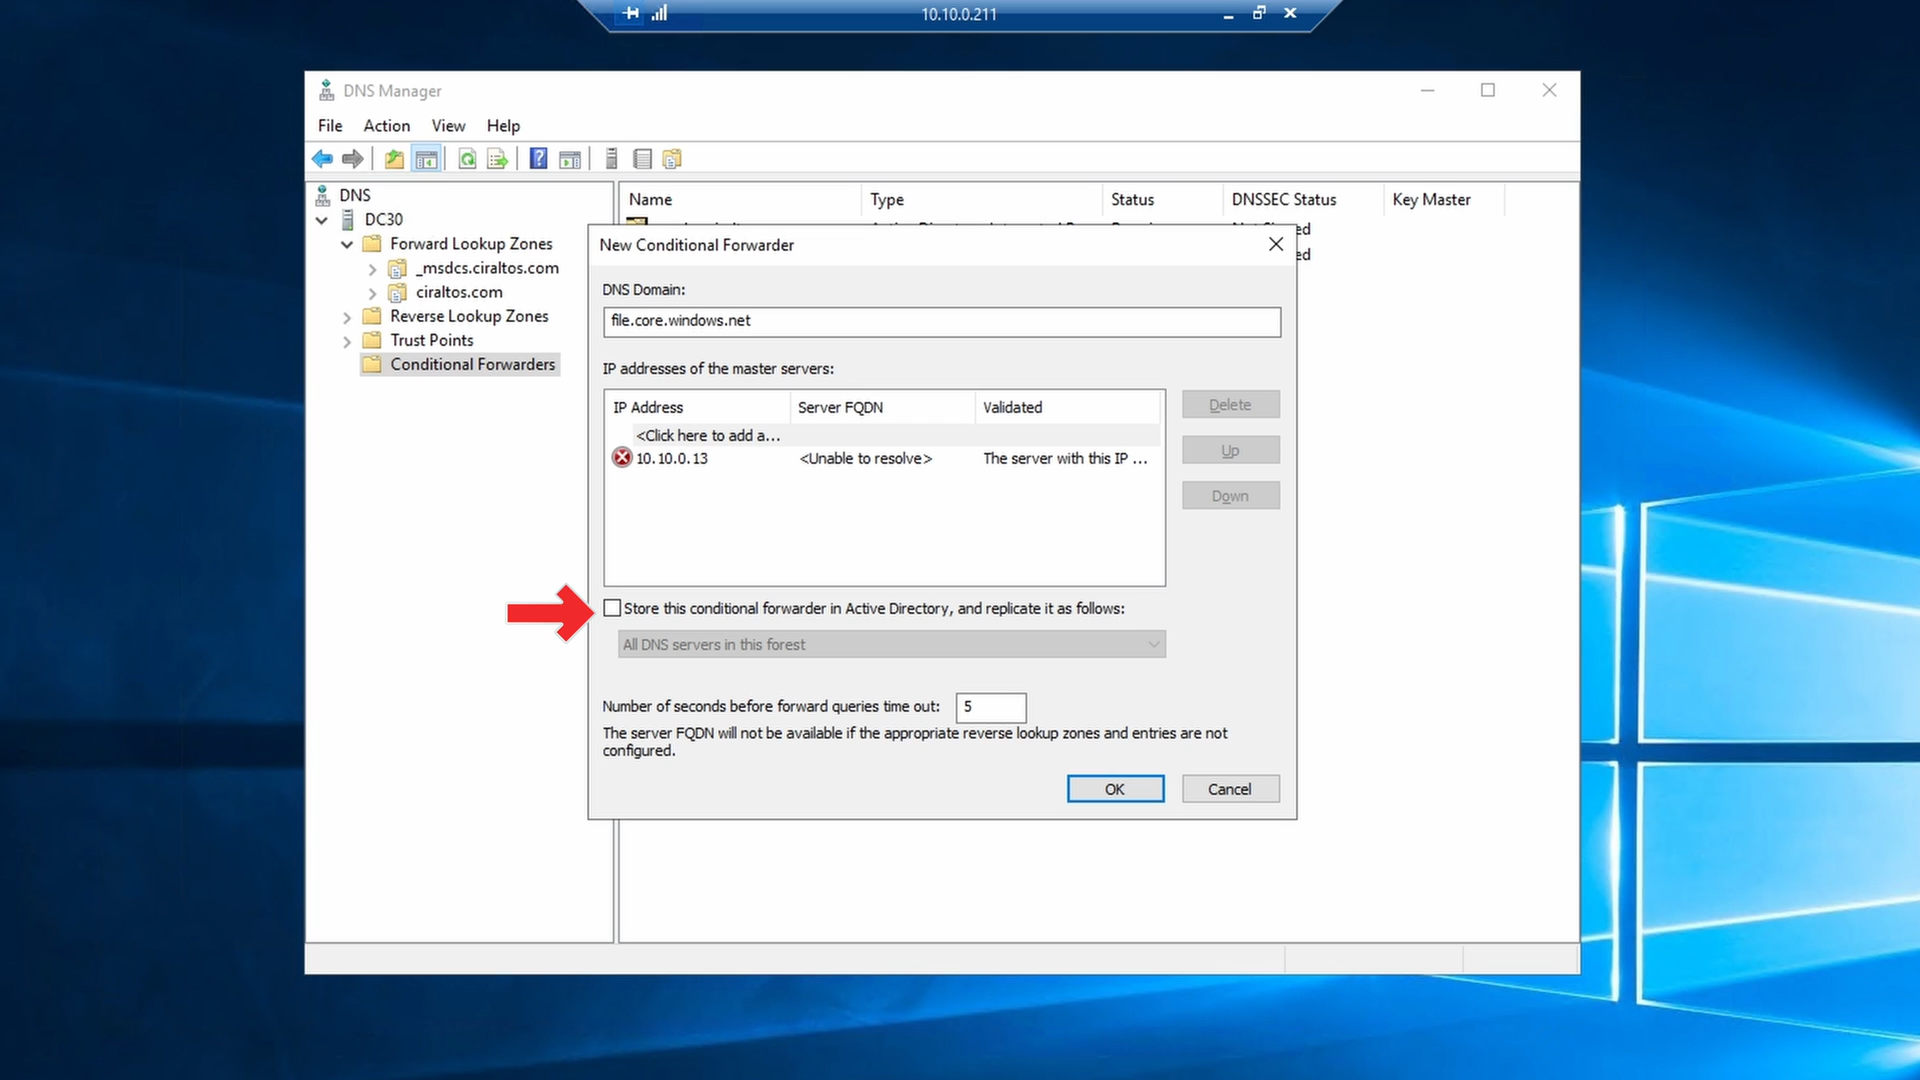 10.10.0.211
DNS Manager
File Action View Help
DNS
DC30
Forward Lookup Zones
_msdcs.ciraltos.com
ciraltos.com
Reverse Lookup Zones
Trust Points
Conditional Forwarders
Name Type Status DNSSEC Status Key Master
New Conditional Forwarder
DNS Domain:
file.core.windows.net
IP addresses of the master servers:
IP Address Server FQDN Validated
<Click here to add a...
10.10.0.13 <Unable to resolve> The server with this IP ...
Delete
Up
Down
Store this conditional forwarder in Active Directory, and replicate it as follows:
All DNS servers in this forest
Number of seconds before forward queries time out: 5
The server FQDN will not be available if the appropriate reverse lookup zones and entries are not
configured.
OK Cancel